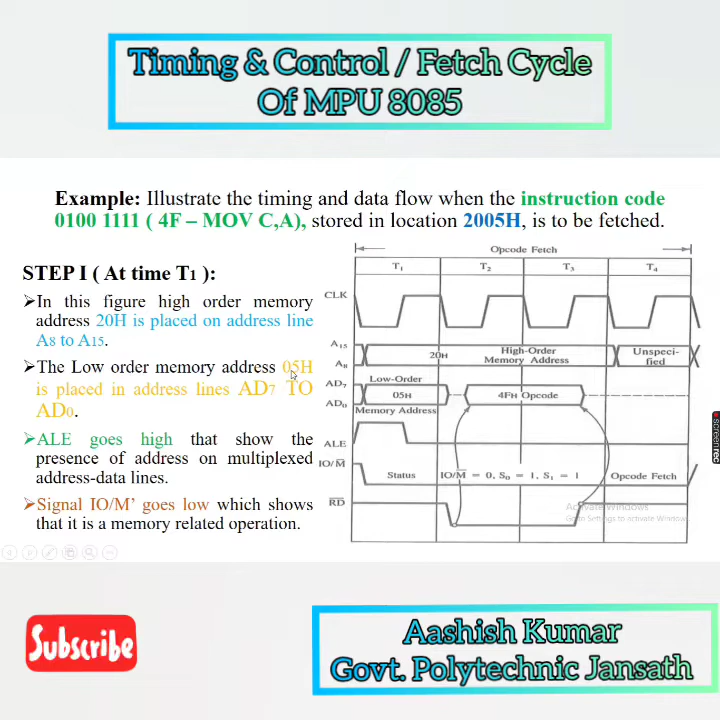 Timing & Control / Fetch Cycle
Of MPU 8085
Example: Illustrate the timing and data flow when the instruction code
0100 1111 ( 4F – MOV C,A), stored in location 2005H, is to be fetched.
STEP I ( At time T1 ):
➢In this figure high order memory
address 20H is placed on address line
A8 to A15.
➢The Low order memory address 05H
is placed in address lines AD7 TO
AD0.
➢ALE goes high that show the
presence of address on multiplexed
address-data lines.
➢Signal IO/M' goes low which shows
that it is a memory related operation.
Opcode Fetch
T1 T2 T3 T4
CLK
A15
A8
20H High-Order
Memory Address
Unspeci-
fied
AD7
AD0
Low-Order
05H
Memory Address
4FH Opcode
ALE
IO/M̅
Status IO/M̅ = 0, S0 = 1, S1 = 1 Opcode Fetch
R̅D̅
Activate Windows
Go to Settings to activate Windows.
screenrec
Subscribe
Aashish Kumar
Govt. Polytechnic Jansath